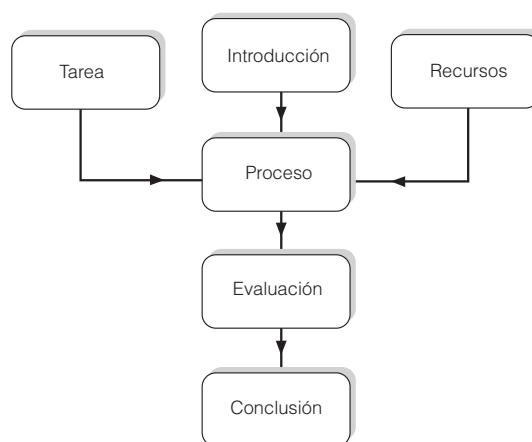 Introducción
Tarea
Recursos
Proceso
Evaluación
Conclusión